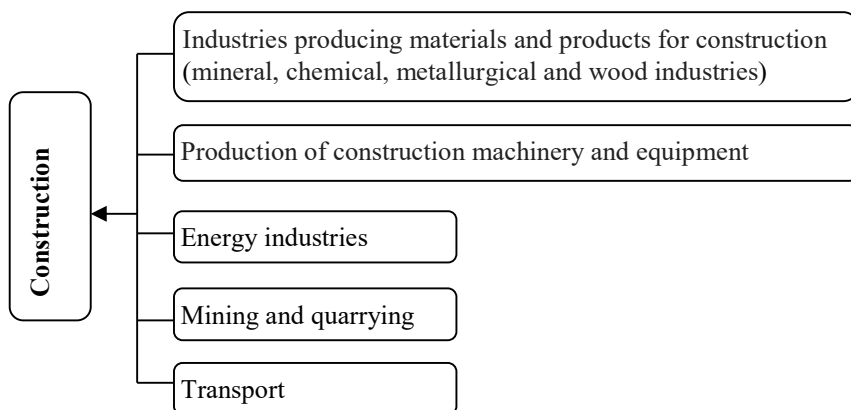 Construction
Industries producing materials and products for construction
(mineral, chemical, metallurgical and wood industries)
Production of construction machinery and equipment
Energy industries
Mining and quarrying
Transport